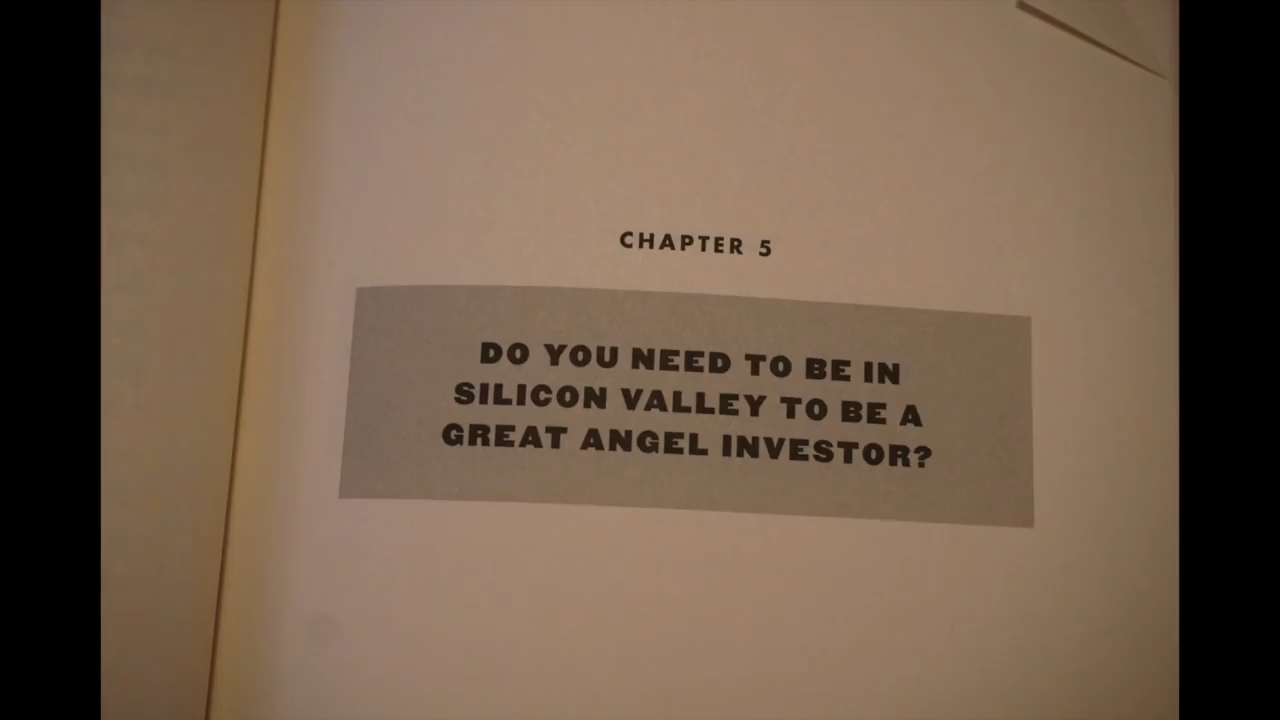 CHAPTER 5
DO YOU NEED TO BE IN
SILICON VALLEY TO BE A
GREAT ANGEL INVESTOR?